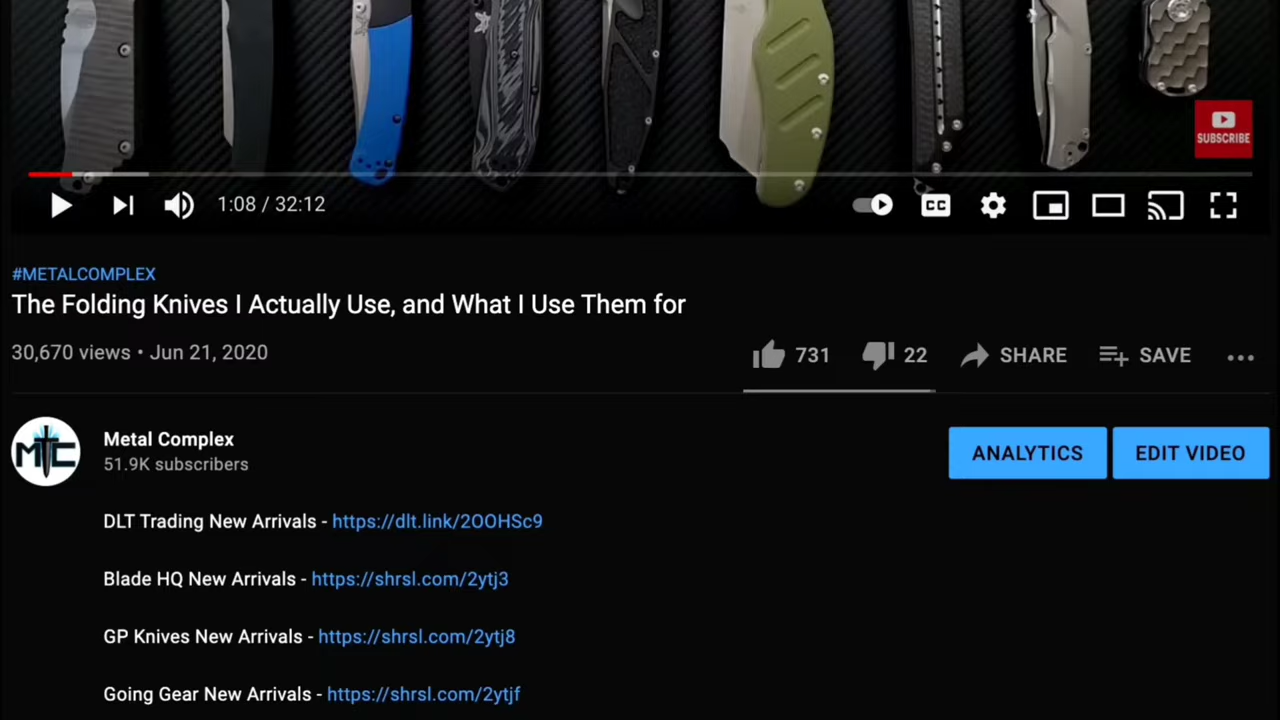 SUBSCRIBE
1:08 / 32:12
CC
#METALCOMPLEX
The Folding Knives I Actually Use, and What I Use Them for
30,670 views • Jun 21, 2020
731 22 SHARE SAVE
MTC
Metal Complex
51.9K subscribers
ANALYTICS EDIT VIDEO
DLT Trading New Arrivals - https://dlt.link/2OOHSc9
Blade HQ New Arrivals - https://shrsl.com/2ytj3
GP Knives New Arrivals - https://shrsl.com/2ytj8
Going Gear New Arrivals - https://shrsl.com/2ytjf